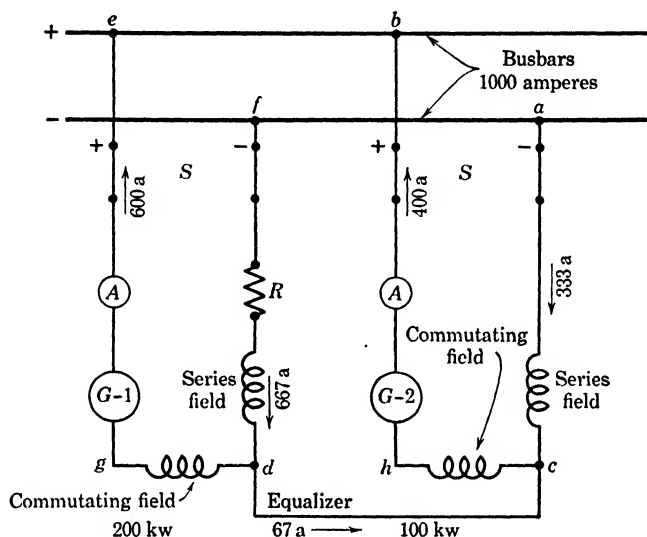 e
b
+
Busbars
1000 amperes
f
a
−
+
−
+
−
S
S
600 a
400 a
333 a
A
R
A
Commutating
field
G-1
Series
field
667 a
G-2
Series
field
g
d
h
c
Commutating field
Equalizer
200 kw
67 a
100 kw